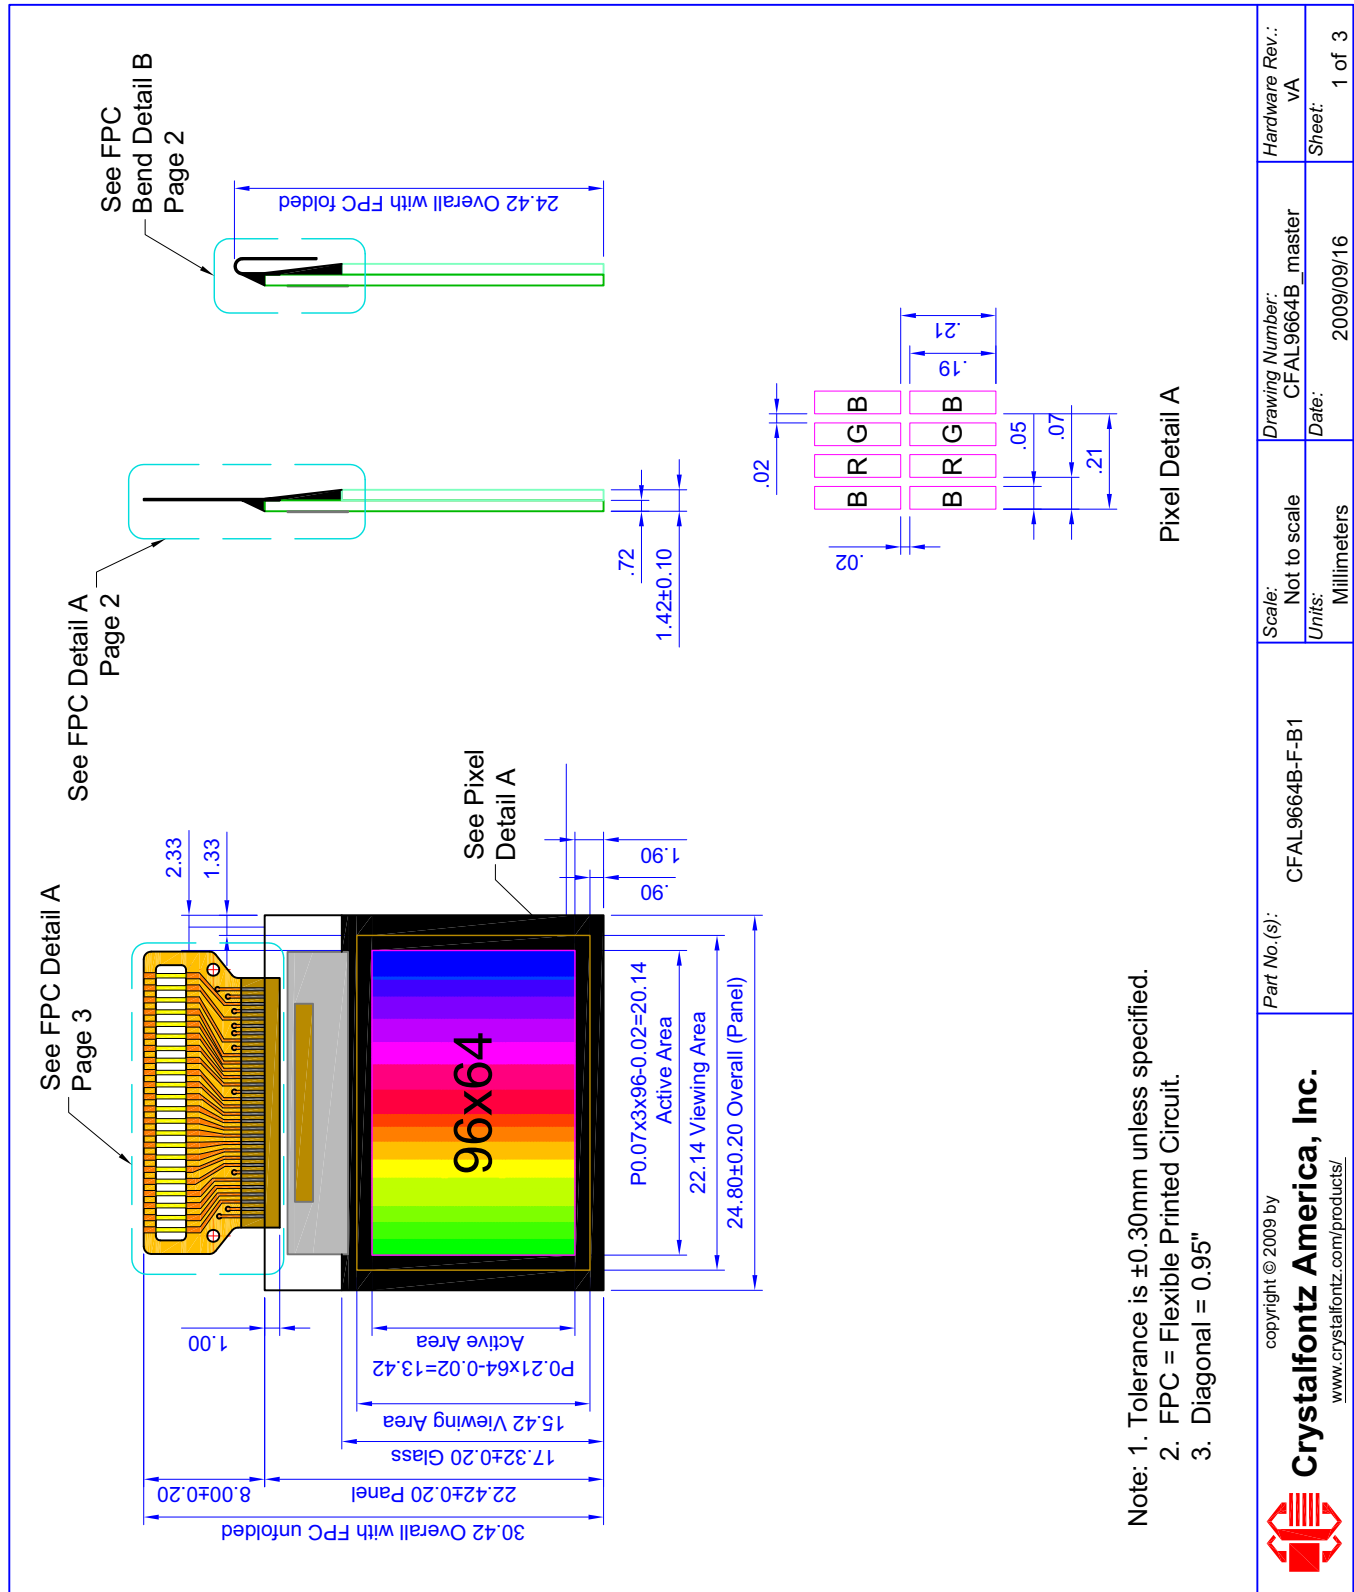 See FPC Detail A
Page 3
2.33
1.33
1.00
8.00±0.20
30.42 Overall with FPC unfolded
22.42±0.20 Panel
17.32±0.20 Glass
15.42 Viewing Area
P0.21x64-0.02=13.42
Active Area
96x64
P0.07x3x96-0.02=20.14
Active Area
22.14 Viewing Area
24.80±0.20 Overall (Panel)
.90
1.90
See Pixel
Detail A
See FPC Detail A
Page 2
.72
1.42±0.10
See FPC
Bend Detail B
Page 2
24.42 Overall with FPC folded
.02
.02
B R G B
B R G B
.19
.21
.05
.07
.21
Pixel Detail A
Note: 1. Tolerance is ±0.30mm unless specified.
2. FPC = Flexible Printed Circuit.
3. Diagonal = 0.95"
copyright © 2009 by
Crystalfontz America, Inc.
www.crystalfontz.com/products/
Part No.(s):
CFAL9664B-F-B1
Scale:
Not to scale
Units:
Millimeters
Drawing Number:
CFAL9664B_master
Date:
2009/09/16
Hardware Rev.:
vA
Sheet:
1 of 3